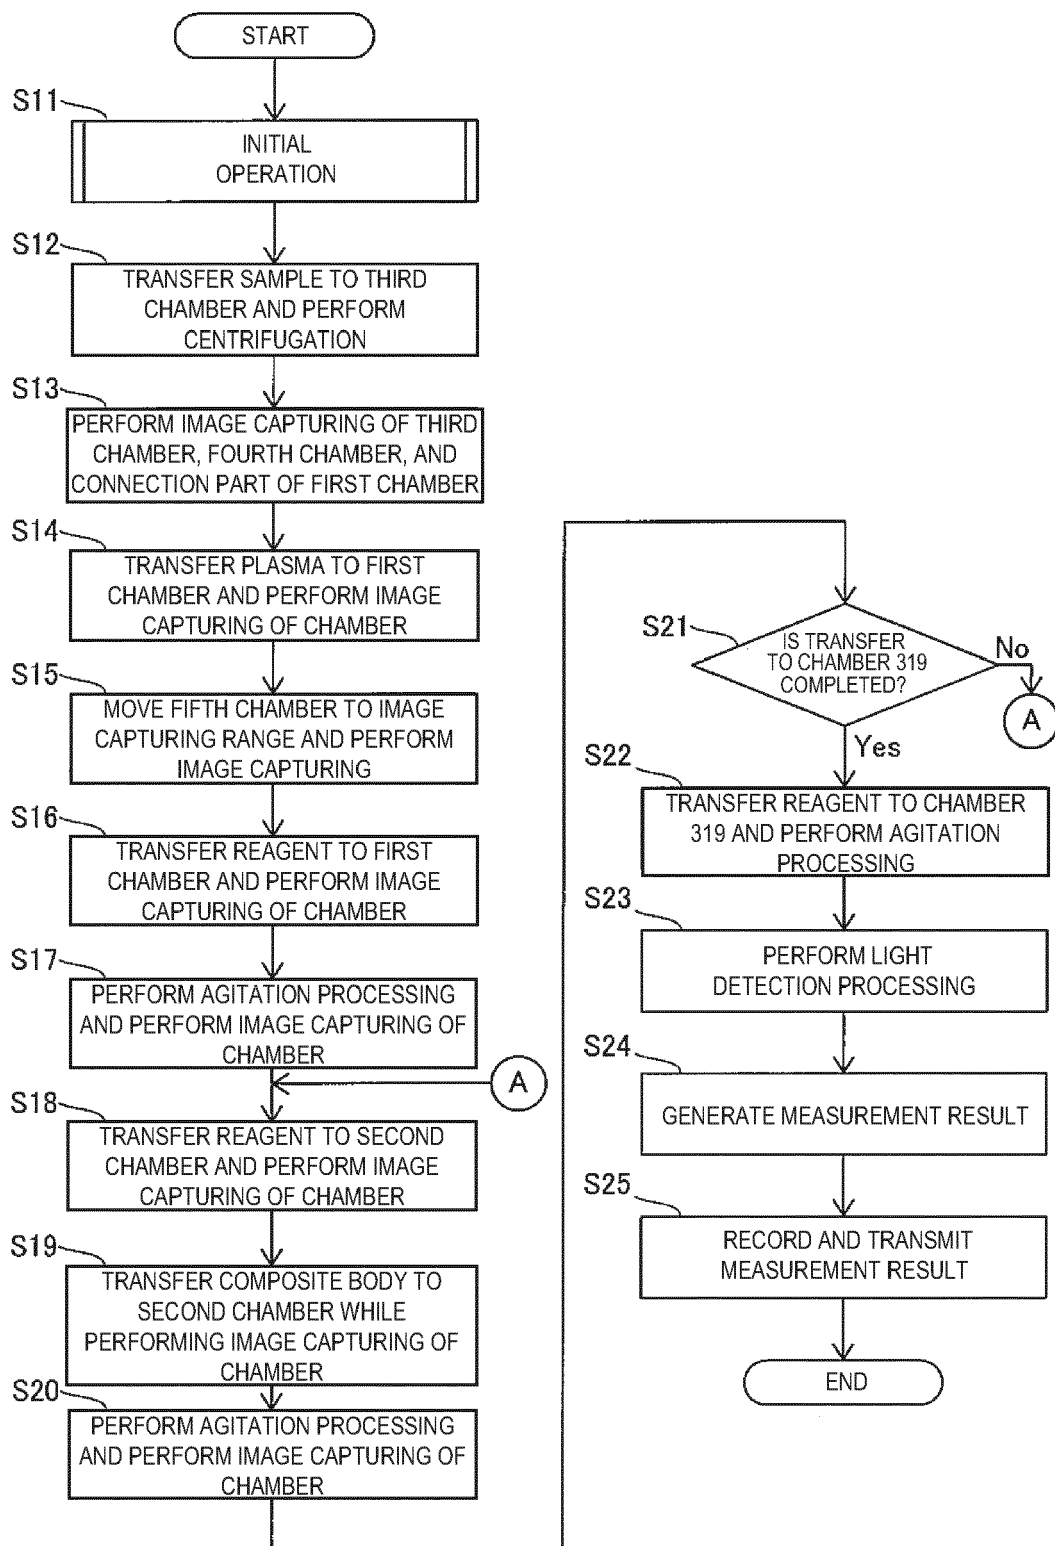 START
S11
INITIAL
OPERATION
S12
TRANSFER SAMPLE TO THIRD
CHAMBER AND PERFORM
CENTRIFUGATION
S13
PERFORM IMAGE CAPTURING OF THIRD
CHAMBER, FOURTH CHAMBER, AND
CONNECTION PART OF FIRST CHAMBER
S14
TRANSFER PLASMA TO FIRST
CHAMBER AND PERFORM IMAGE
CAPTURING OF CHAMBER
S15
MOVE FIFTH CHAMBER TO IMAGE
CAPTURING RANGE AND PERFORM
IMAGE CAPTURING
S16
TRANSFER REAGENT TO FIRST
CHAMBER AND PERFORM IMAGE
CAPTURING OF CHAMBER
S17
PERFORM AGITATION PROCESSING
AND PERFORM IMAGE CAPTURING OF
CHAMBER
A
S18
TRANSFER REAGENT TO SECOND
CHAMBER AND PERFORM IMAGE
CAPTURING OF CHAMBER
S19
TRANSFER COMPOSITE BODY TO
SECOND CHAMBER WHILE
PERFORMING IMAGE CAPTURING OF
CHAMBER
S20
PERFORM AGITATION PROCESSING
AND PERFORM IMAGE CAPTURING OF
CHAMBER
S21
IS TRANSFER
TO CHAMBER 319
COMPLETED?
No
A
Yes
S22
TRANSFER REAGENT TO CHAMBER
319 AND PERFORM AGITATION
PROCESSING
S23
PERFORM LIGHT
DETECTION PROCESSING
S24
GENERATE MEASUREMENT RESULT
S25
RECORD AND TRANSMIT
MEASUREMENT RESULT
END